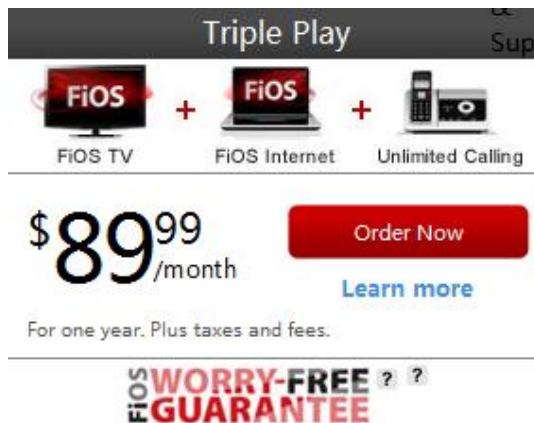 &
Triple Play
Sup
FiOS + FiOS +
FiOS TV FiOS Internet Unlimited Calling
$89 99 /month
Order Now
Learn more
For one year. Plus taxes and fees.
FiOS WORRY-FREE ? ?
GUARANTEE